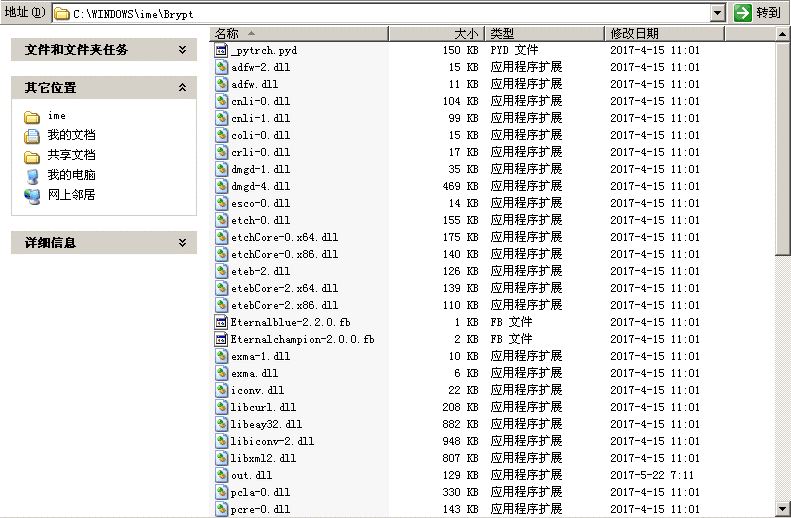 地址(D) C:\WINDOWS\ime\Brypt 转到
文件和文件夹任务
其它位置
ime
我的文档
共享文档
我的电脑
网上邻居
详细信息
名称 大小 类型 修改日期
_pytrch.pyd 150 KB PYD 文件 2017-4-15 11:01
adfw-2.dll 15 KB 应用程序扩展 2017-4-15 11:01
adfw.dll 11 KB 应用程序扩展 2017-4-15 11:01
cnli-0.dll 104 KB 应用程序扩展 2017-4-15 11:01
cnli-1.dll 99 KB 应用程序扩展 2017-4-15 11:01
coli-0.dll 15 KB 应用程序扩展 2017-4-15 11:01
crli-0.dll 17 KB 应用程序扩展 2017-4-15 11:01
dmgd-1.dll 35 KB 应用程序扩展 2017-4-15 11:01
dmgd-4.dll 469 KB 应用程序扩展 2017-4-15 11:01
esco-0.dll 14 KB 应用程序扩展 2017-4-15 11:01
etch-0.dll 155 KB 应用程序扩展 2017-4-15 11:01
etchCore-0.x64.dll 175 KB 应用程序扩展 2017-4-15 11:01
etchCore-0.x86.dll 140 KB 应用程序扩展 2017-4-15 11:01
eteb-2.dll 126 KB 应用程序扩展 2017-4-15 11:01
etebCore-2.x64.dll 139 KB 应用程序扩展 2017-4-15 11:01
etebCore-2.x86.dll 110 KB 应用程序扩展 2017-4-15 11:01
Eternalblue-2.2.0.fb 1 KB FB 文件 2017-4-15 11:01
Eternalchampion-2.0.0.fb 2 KB FB 文件 2017-4-15 11:01
exma-1.dll 10 KB 应用程序扩展 2017-4-15 11:01
exma.dll 6 KB 应用程序扩展 2017-4-15 11:01
iconv.dll 22 KB 应用程序扩展 2017-4-15 11:01
libcurl.dll 208 KB 应用程序扩展 2017-4-15 11:01
libeay32.dll 882 KB 应用程序扩展 2017-4-15 11:01
libiconv-2.dll 948 KB 应用程序扩展 2017-4-15 11:01
libxml2.dll 807 KB 应用程序扩展 2017-4-15 11:01
out.dll 129 KB 应用程序扩展 2017-5-22 7:11
pcla-0.dll 330 KB 应用程序扩展 2017-4-15 11:01
pcre-0.dll 143 KB 应用程序扩展 2017-4-15 11:01